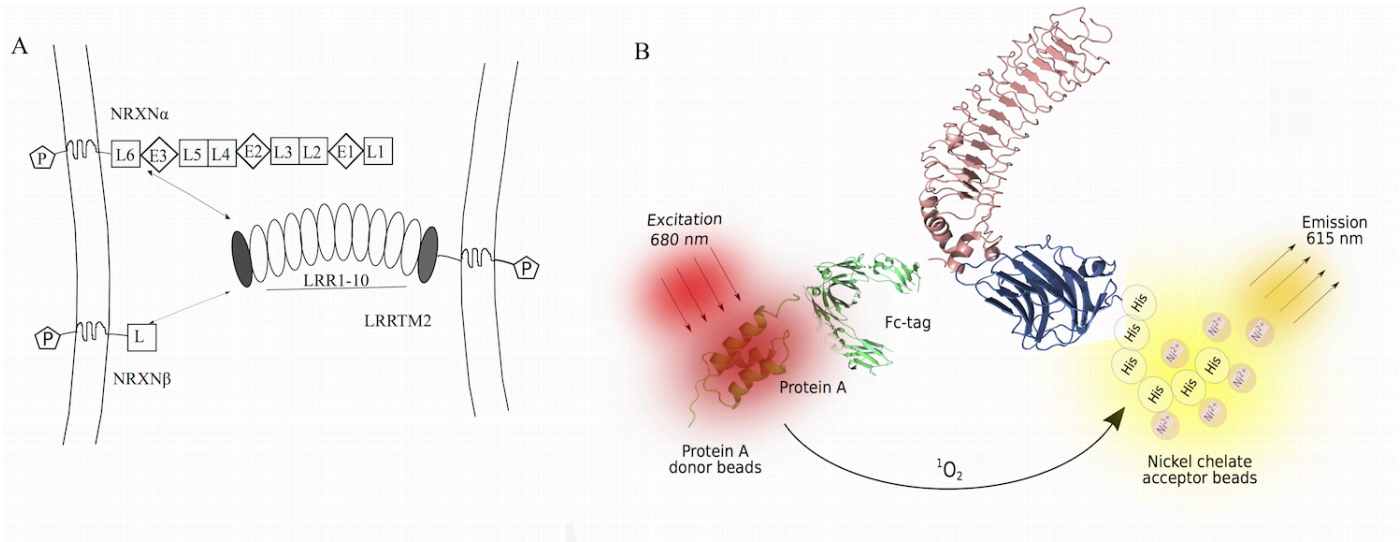 A
NRXNα
P
L6
E3
L5
L4
E2
L3
L2
E1
L1
LRR1-10
P
LRRTM2
P
L
NRXNβ
B
Excitation
680 nm
Emission
615 nm
Fc-tag
Protein A
His
His
His
His
His
His
Ni2+
Ni2+
Ni2+
Ni2+
Ni2+
Ni2+
Protein A
donor beads
¹O₂
Nickel chelate
acceptor beads